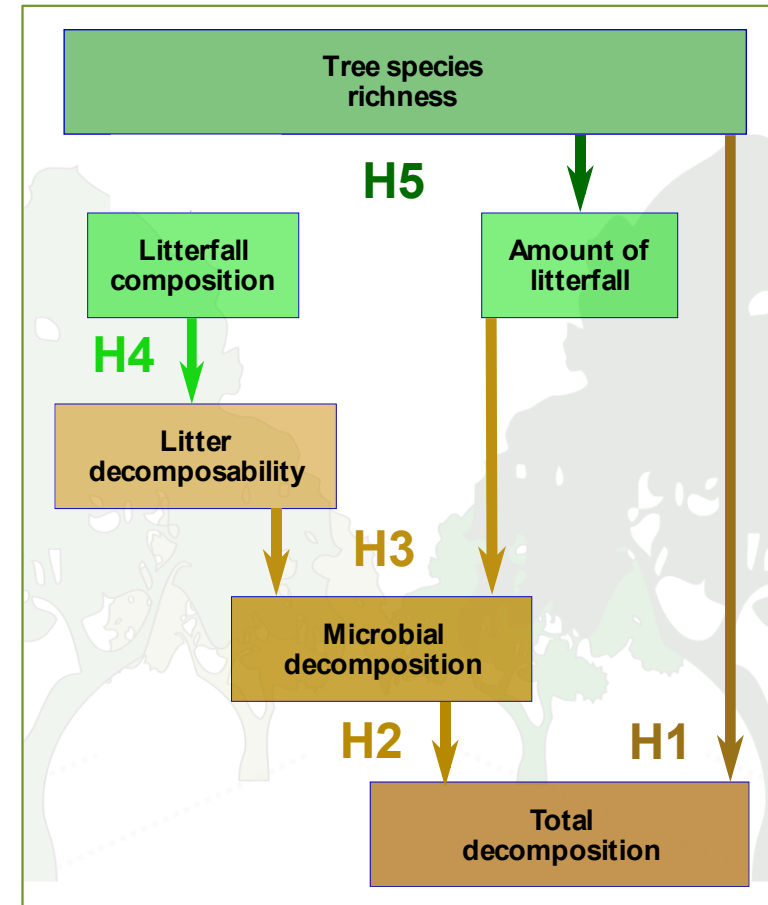 Tree species
richness
H5
Litterfall
composition
Amount of
litterfall
H4
Litter
decomposability
H3
Microbial
decomposition
H2
H1
Total
decomposition